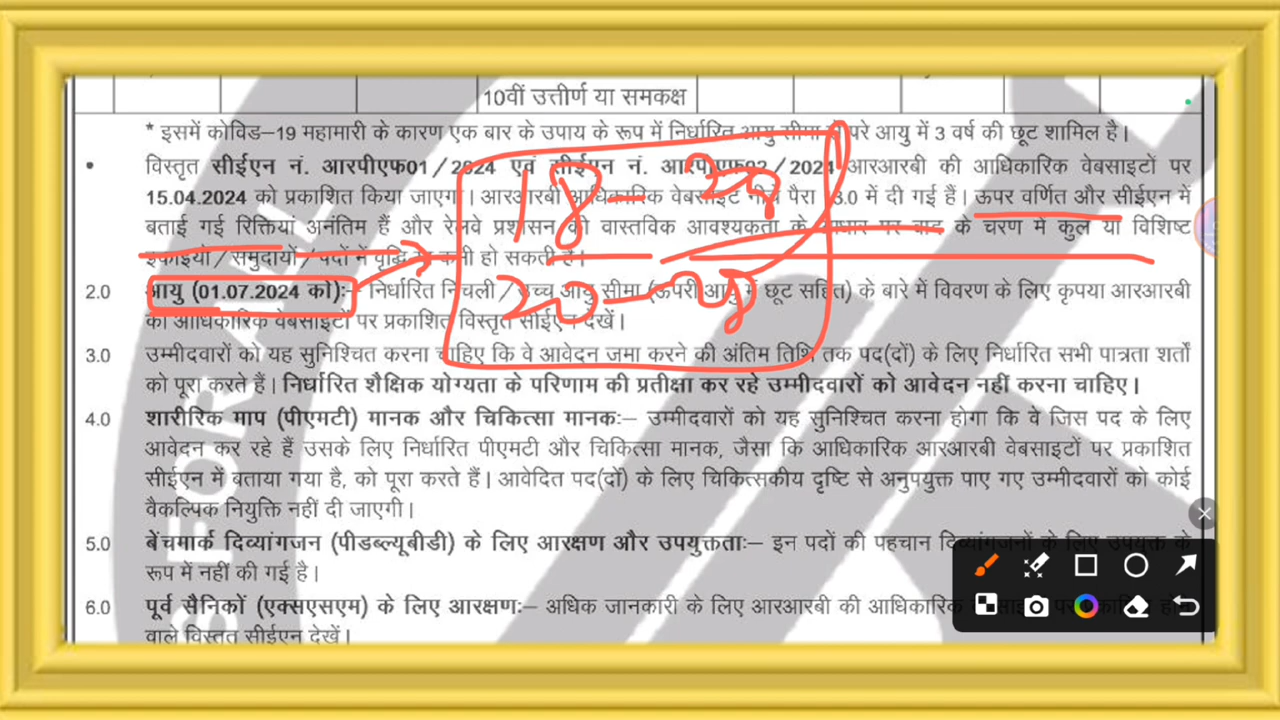 10वीं उत्तीर्ण या समकक्ष
* इसमें कोविड–19 महामारी के कारण एक बार के उपाय के रूप में निर्धारित आयु सीमा परे आयु में 3 वर्ष की छूट शामिल है।
• विस्तृत सीईएन नं. आरपीएफ01/2024 एवं सीईएन नं. आरपीएफ02/2024 आरआरबी की आधिकारिक वेबसाइटों पर
15.04.2024 को प्रकाशित किया जाएगा। आरआरबी आधिकारिक वेबसाइट नीचे पैरा 3.0 में दी गई हैं। ऊपर वर्णित और सीईएन में
बताई गई रिक्तियां अनंतिम हैं और रेलवे प्रशासन की वास्तविक आवश्यकता के आधार पर बाद के चरण में कुल या विशिष्ट
इकाइयों/समुदायों/पदों में वृद्धि या कमी हो सकती है।
18 - 28
20 - 28
2.0 आयु (01.07.2024 को):– निर्धारित निचली/उच्च आयु सीमा (ऊपरी आयु में छूट सहित) के बारे में विवरण के लिए कृपया आरआरबी
की आधिकारिक वेबसाइटों पर प्रकाशित विस्तृत सीईएन देखें।
3.0 उम्मीदवारों को यह सुनिश्चित करना चाहिए कि वे आवेदन जमा करने की अंतिम तिथि तक पद(दों) के लिए निर्धारित सभी पात्रता शर्तों
को पूरा करते हैं। निर्धारित शैक्षिक योग्यता के परिणाम की प्रतीक्षा कर रहे उम्मीदवारों को आवेदन नहीं करना चाहिए।
4.0 शारीरिक माप (पीएमटी) मानक और चिकित्सा मानकः– उम्मीदवारों को यह सुनिश्चित करना होगा कि वे जिस पद के लिए
आवेदन कर रहे हैं उसके लिए निर्धारित पीएमटी और चिकित्सा मानक, जैसा कि आधिकारिक आरआरबी वेबसाइटों पर प्रकाशित
सीईएन में बताया गया है, को पूरा करते हैं। आवेदित पद(दों) के लिए चिकित्सकीय दृष्टि से अनुपयुक्त पाए गए उम्मीदवारों को कोई
वैकल्पिक नियुक्ति नहीं दी जाएगी।
5.0 बेंचमार्क दिव्यांगजन (पीडब्ल्यूबीडी) के लिए आरक्षण और उपयुक्तताः– इन पदों की पहचान दिव्यांगजनों के लिए उपयुक्त के
रूप में नहीं की गई है।
6.0 पूर्व सैनिकों (एक्सएसएम) के लिए आरक्षणः– अधिक जानकारी के लिए आरआरबी की आधिकारिक
वाले विस्तृत सीईएन देखें।